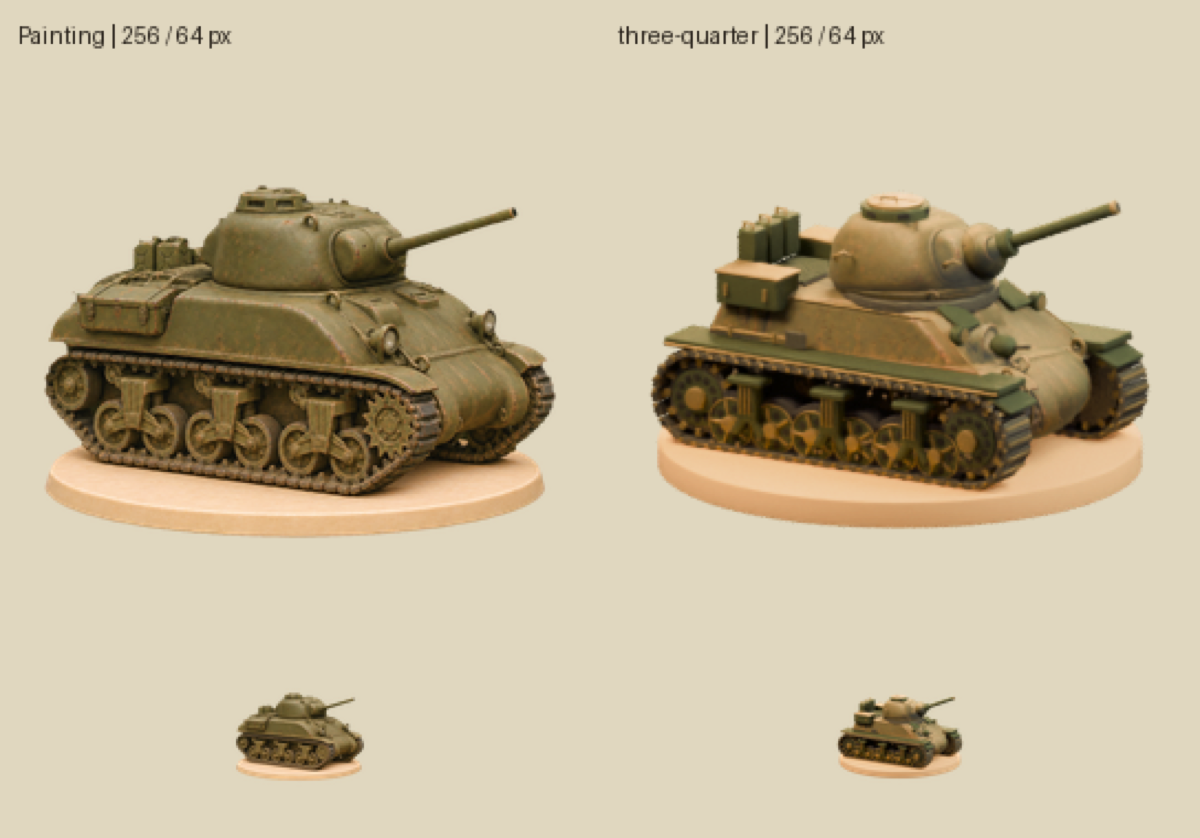 Painting | 256 / 64 px
three-quarter | 256 / 64 px